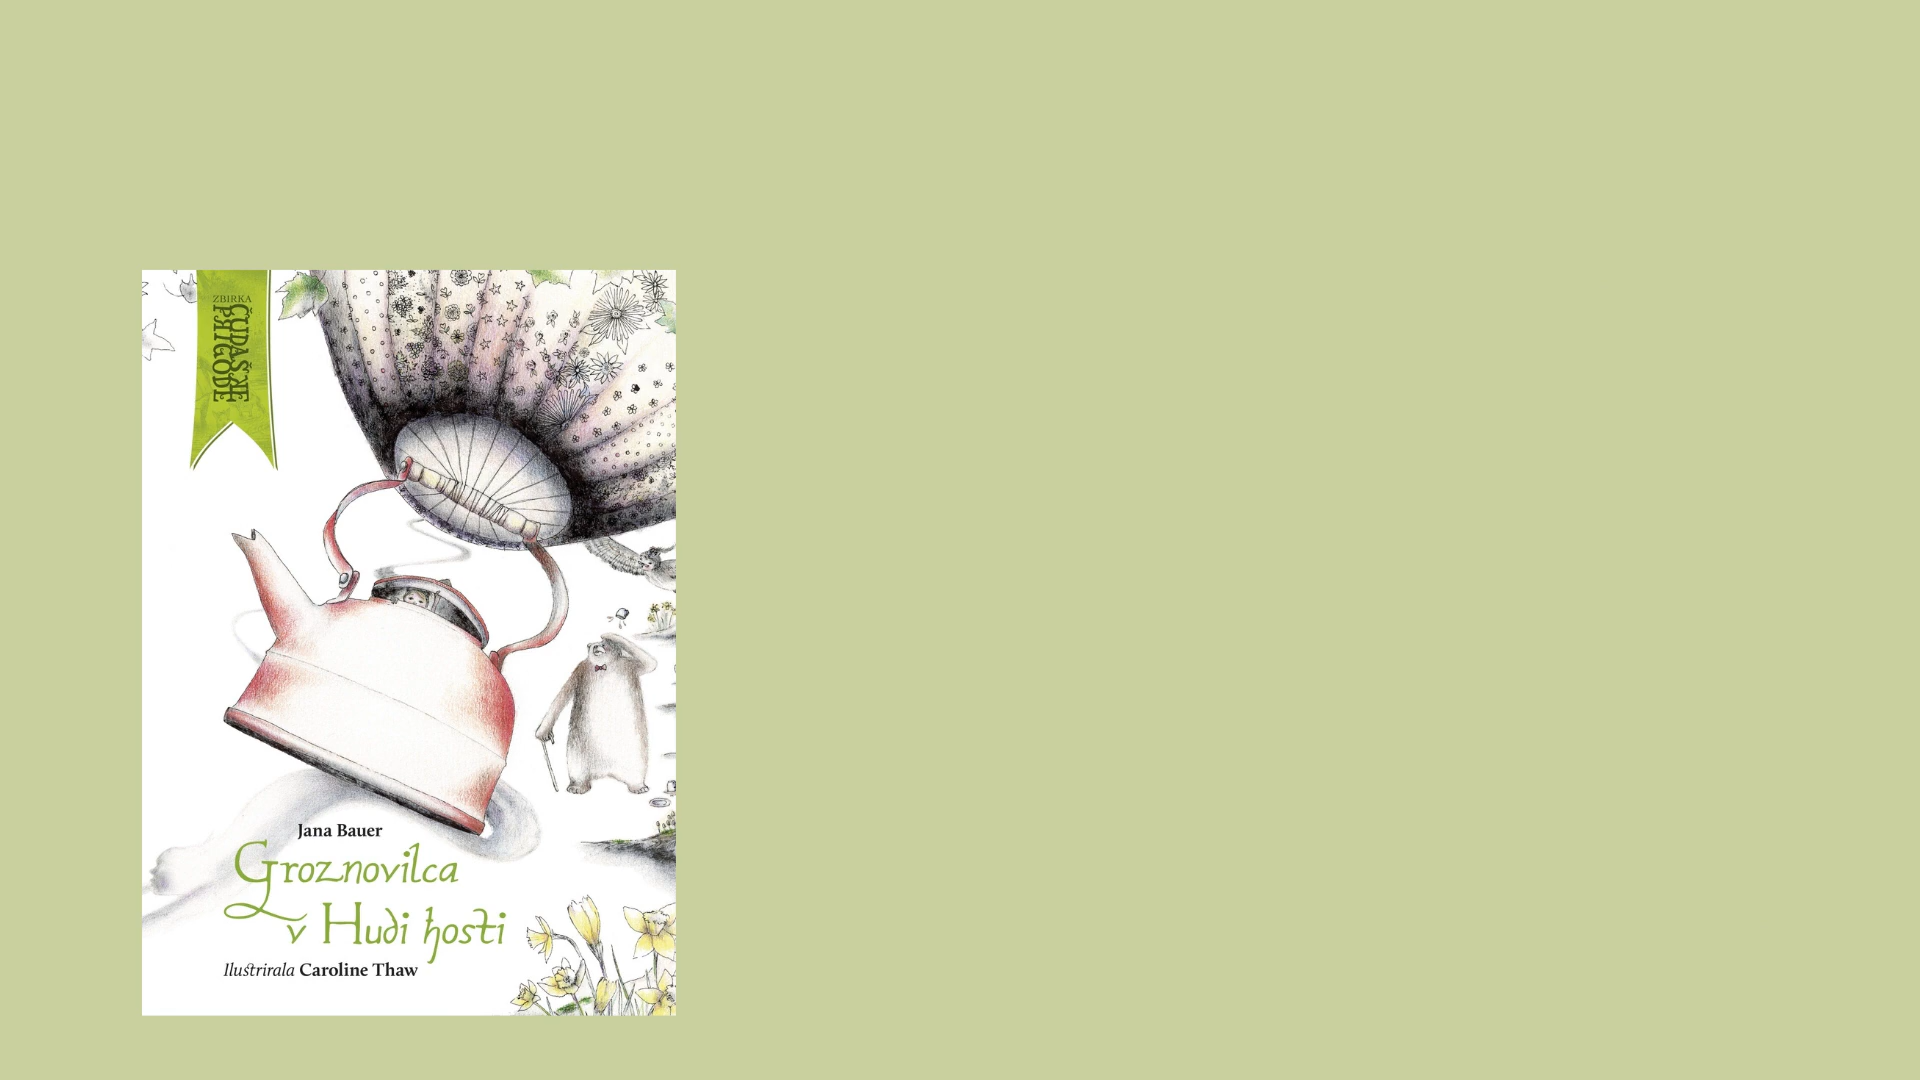 ZBIRKA
ČUDAŠKE
PRIGODE
Jana Bauer
Groznovilca
v Hudi hosti
Ilustrirala Caroline Thaw